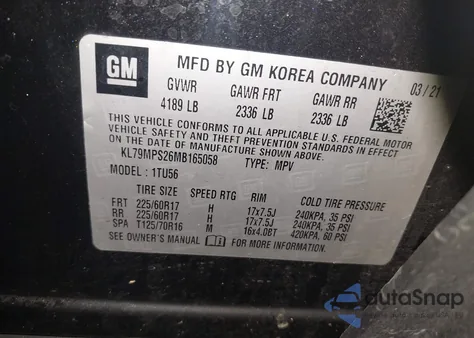 GM
MFD BY GM KOREA COMPANY 03/21
GVWR GAWR FRT GAWR RR
4189 LB 2336 LB 2336 LB
THIS VEHICLE CONFORMS TO ALL APPLICABLE U.S. FEDERAL MOTOR
VEHICLE SAFETY AND THEFT PREVENTION STANDARDS IN EFFECT ON
THE DATE OF MANUFACTURE SHOWN ABOVE.
KL79MPS26MB165058 TYPE: MPV
MODEL: 1TU56
TIRE SIZE SPEED RTG RIM COLD TIRE PRESSURE
FRT 225/60R17 H 17x7.5J 240KPA, 35 PSI
RR 225/60R17 H 17x7.5J 240KPA, 35 PSI
SPA T125/70R16 M 16x4.0BT 420KPA, 60 PSI
SEE OWNER'S MANUAL FOR MORE INFORMATION
autoSnap